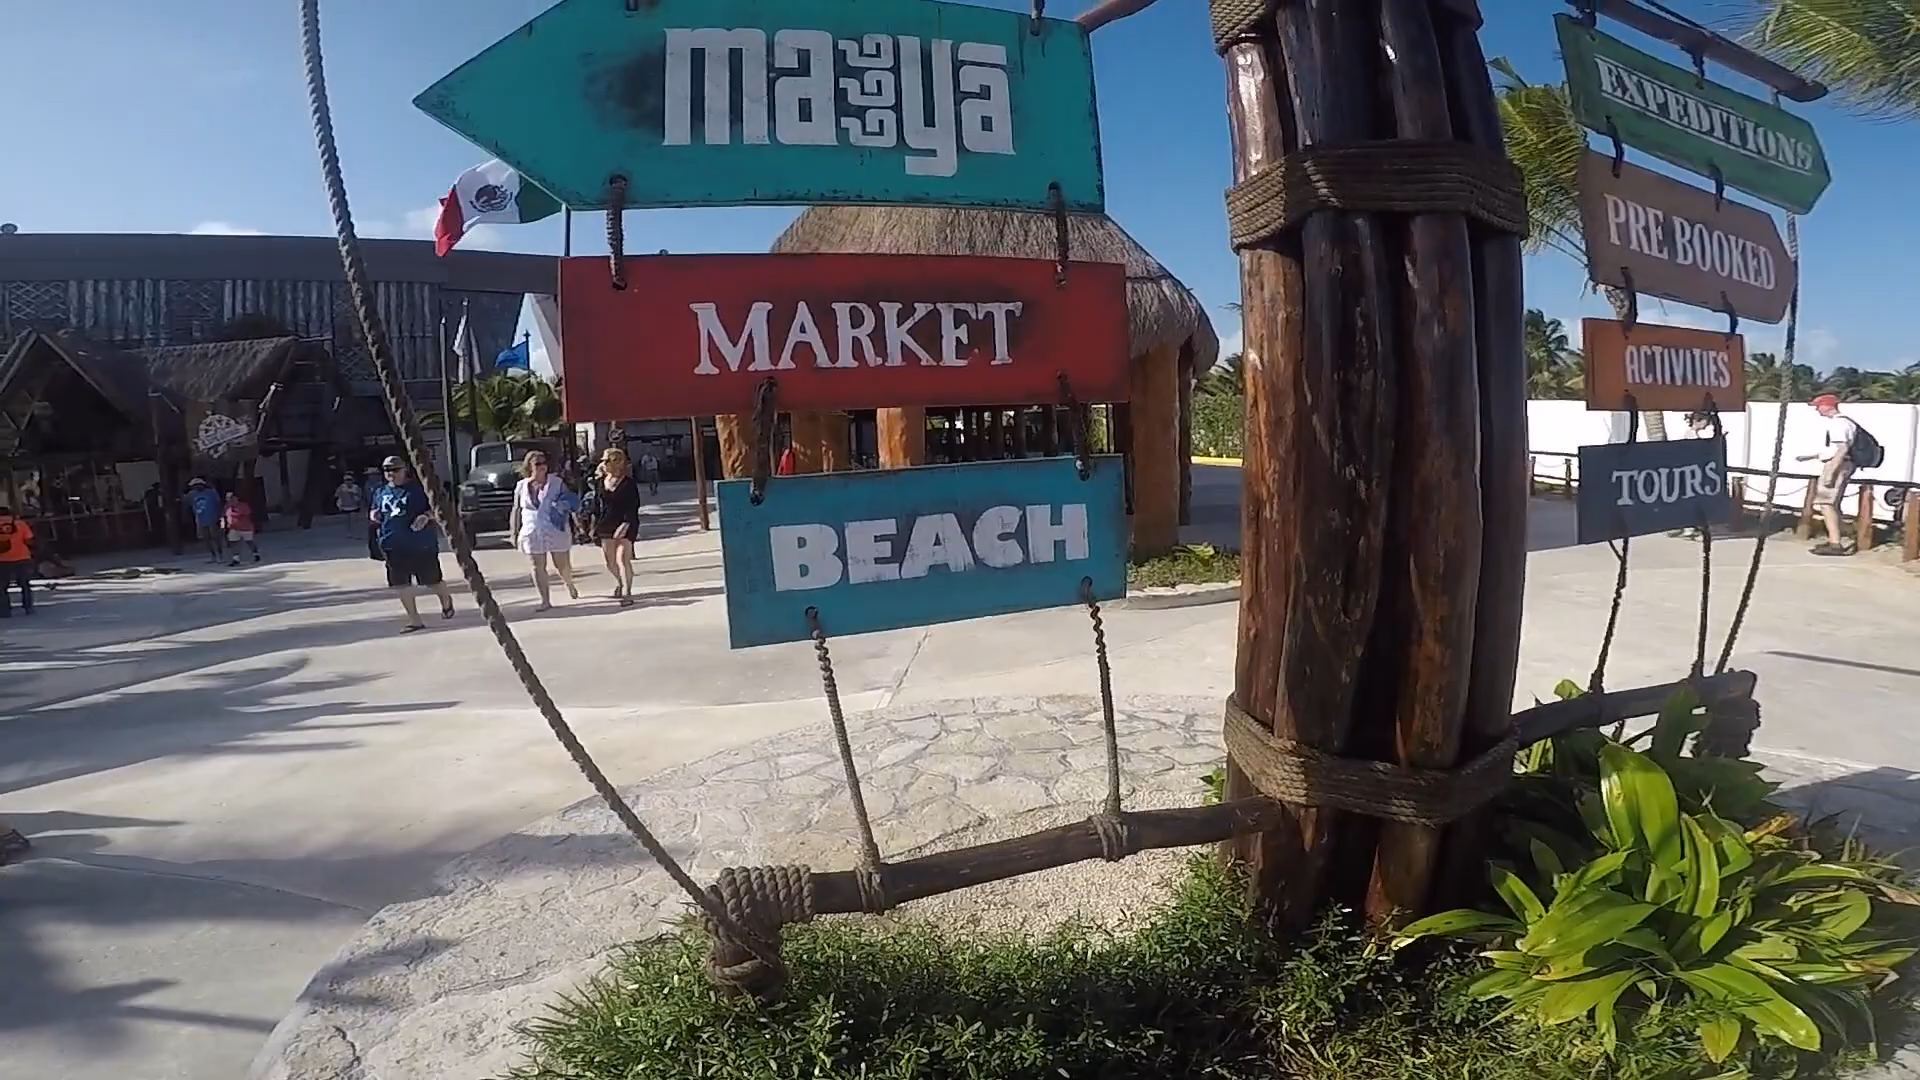 maya
MARKET
BEACH
EXPEDITIONS
PRE BOOKED
ACTIVITIES
TOURS